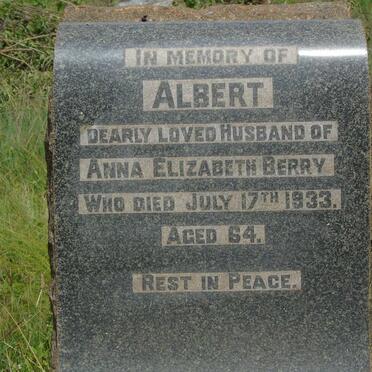 IN MEMORY OF
ALBERT
DEARLY LOVED HUSBAND OF
ANNA ELIZABETH BERRY
WHO DIED JULY 17TH 1933.
AGED 64.
REST IN PEACE.